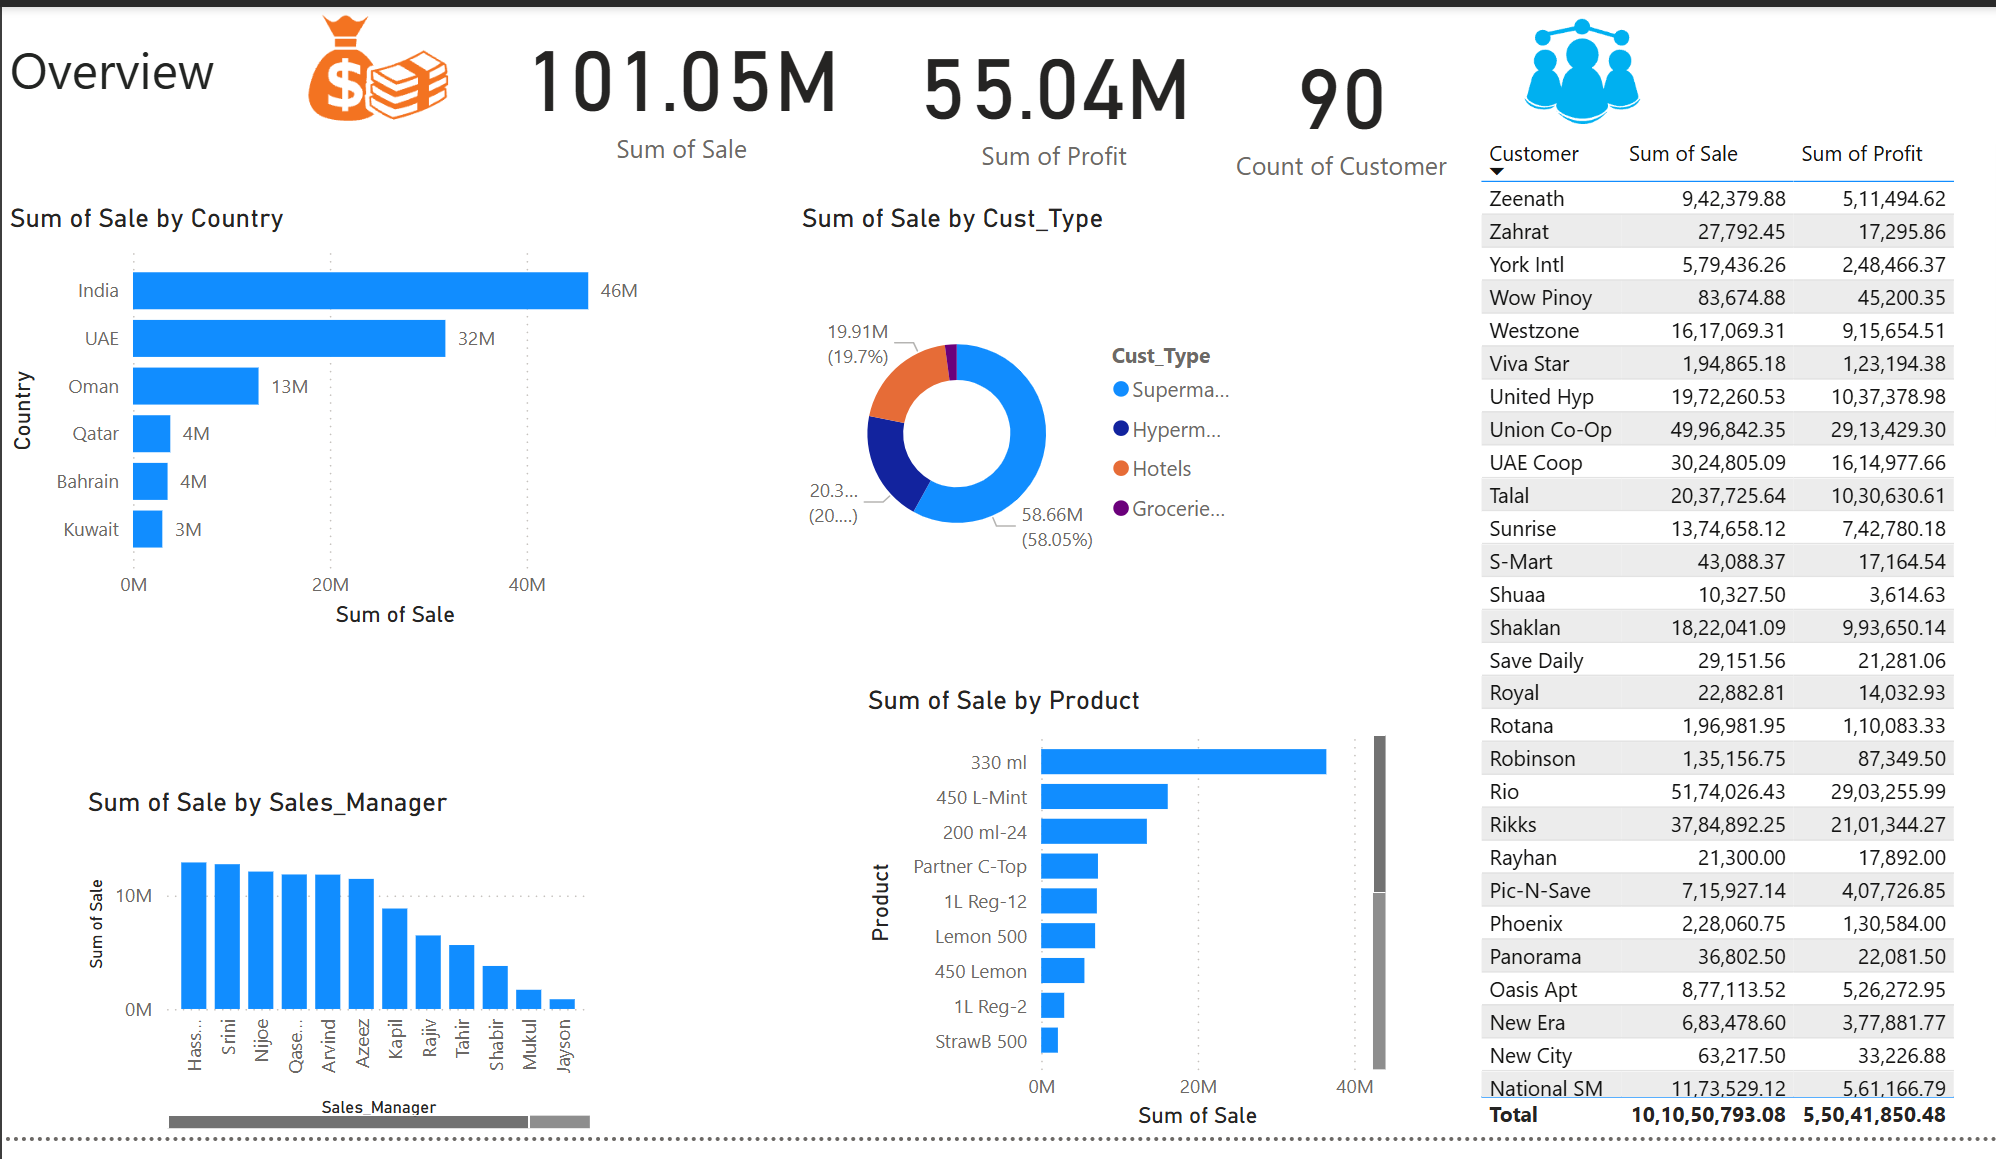 Overview
$
101.05M
Sum of Sale
55.04M
Sum of Profit
90
Count of Customer
Sum of Sale by Country
Country
India 46M
UAE 32M
Oman 13M
Qatar 4M
Bahrain 4M
Kuwait 3M
0M 20M 40M
Sum of Sale
Sum of Sale by Cust_Type
19.91M
(19.7%)
20.3...
(20....)
58.66M
(58.05%)
Cust_Type
Superma...
Hyperm...
Hotels
Grocerie...
Sum of Sale by Sales_Manager
Sum of Sale
10M
0M
Hass... Srini Nijoe Qase... Arvind Azeez Kapil Rajiv Tahir Shabir Mukul Jayson
Sales_Manager
Sum of Sale by Product
Product
330 ml
450 L-Mint
200 ml-24
Partner C-Top
1L Reg-12
Lemon 500
450 Lemon
1L Reg-2
StrawB 500
0M 20M 40M
Sum of Sale
Customer Sum of Sale Sum of Profit
Zeenath 9,42,379.88 5,11,494.62
Zahrat 27,792.45 17,295.86
York Intl 5,79,436.26 2,48,466.37
Wow Pinoy 83,674.88 45,200.35
Westzone 16,17,069.31 9,15,654.51
Viva Star 1,94,865.18 1,23,194.38
United Hyp 19,72,260.53 10,37,378.98
Union Co-Op 49,96,842.35 29,13,429.30
UAE Coop 30,24,805.09 16,14,977.66
Talal 20,37,725.64 10,30,630.61
Sunrise 13,74,658.12 7,42,780.18
S-Mart 43,088.37 17,164.54
Shuaa 10,327.50 3,614.63
Shaklan 18,22,041.09 9,93,650.14
Save Daily 29,151.56 21,281.06
Royal 22,882.81 14,032.93
Rotana 1,96,981.95 1,10,083.33
Robinson 1,35,156.75 87,349.50
Rio 51,74,026.43 29,03,255.99
Rikks 37,84,892.25 21,01,344.27
Rayhan 21,300.00 17,892.00
Pic-N-Save 7,15,927.14 4,07,726.85
Phoenix 2,28,060.75 1,30,584.00
Panorama 36,802.50 22,081.50
Oasis Apt 8,77,113.52 5,26,272.95
New Era 6,83,478.60 3,77,881.77
New City 63,217.50 33,226.88
National SM 11,73,529.12 5,61,166.79
Total 10,10,50,793.08 5,50,41,850.48